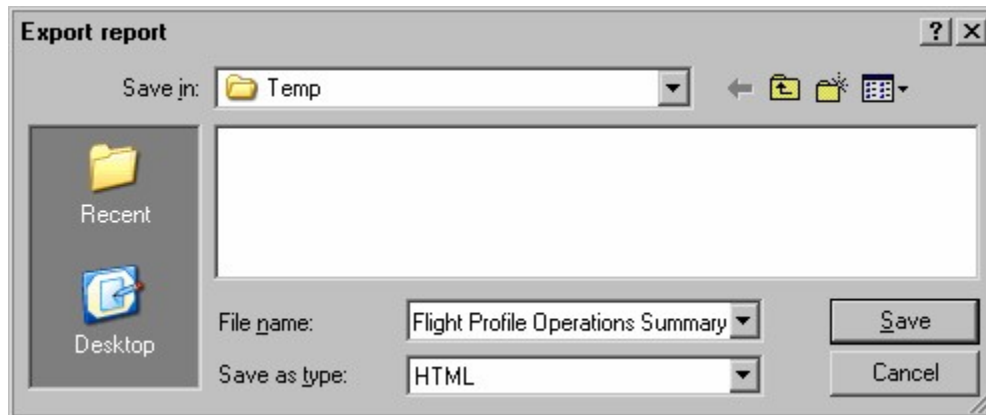 Export report
Save in:
Temp
Recent
Desktop
File name:
Flight Profile Operations Summary
Save
Save as type:
HTML
Cancel